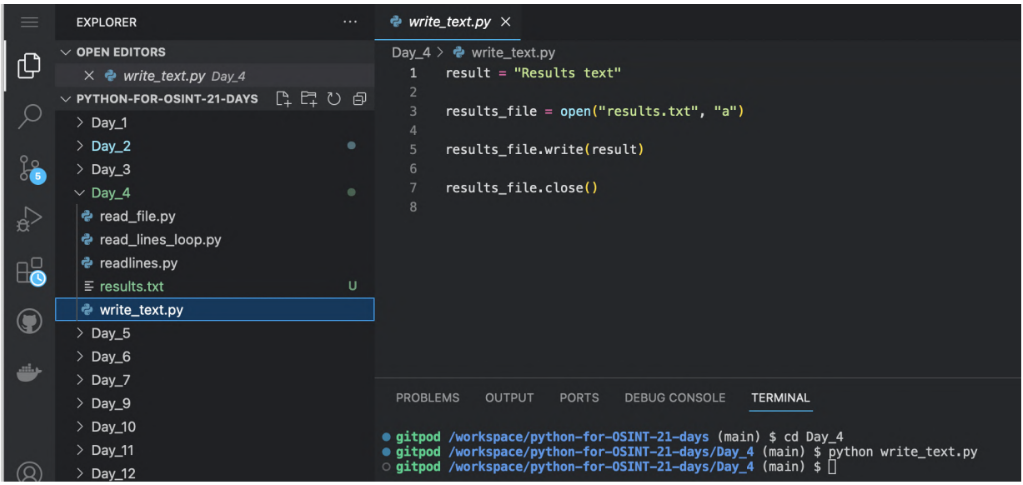 EXPLORER
OPEN EDITORS
write_text.py Day_4
PYTHON-FOR-OSINT-21-DAYS
Day_1
Day_2
Day_3
Day_4
read_file.py
read_lines_loop.py
readlines.py
results.txt U
write_text.py
Day_5
Day_6
Day_7
Day_9
Day_10
Day_11
Day_12
5
write_text.py
Day_4 > write_text.py
1 result = "Results text"
2
3 results_file = open("results.txt", "a")
4
5 results_file.write(result)
6
7 results_file.close()
8
PROBLEMS OUTPUT PORTS DEBUG CONSOLE TERMINAL
gitpod /workspace/python-for-OSINT-21-days (main) $ cd Day_4
gitpod /workspace/python-for-OSINT-21-days/Day_4 (main) $ python write_text.py
gitpod /workspace/python-for-OSINT-21-days/Day_4 (main) $